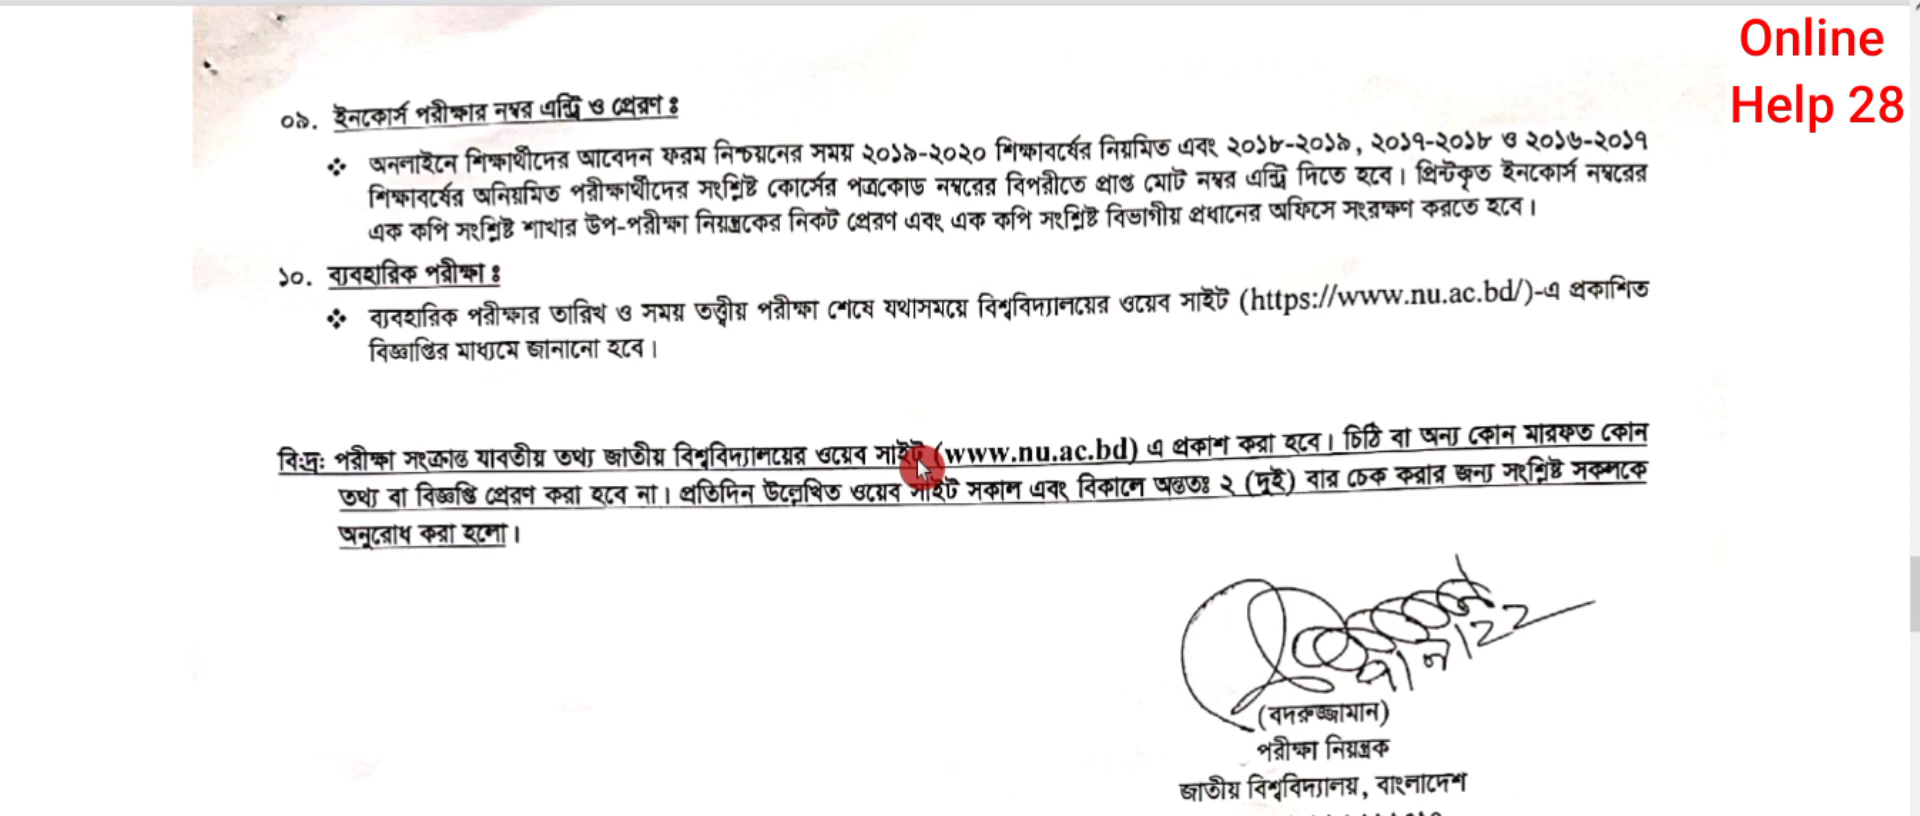 Online
Help 28
০৯. ইনকোর্স পরীক্ষার নম্বর এন্ট্রি ও প্রেরণ ঃ
❖ অনলাইনে শিক্ষার্থীদের আবেদন ফরম নিশ্চয়নের সময় ২০১৯-২০২০ শিক্ষাবর্ষের নিয়মিত এবং ২০১৮-২০১৯, ২০১৭-২০১৮ ও ২০১৬-২০১৭
শিক্ষাবর্ষের অনিয়মিত পরীক্ষার্থীদের সংশ্লিষ্ট কোর্সের পত্রকোড নম্বরের বিপরীতে প্রাপ্ত মোট নম্বর এন্ট্রি দিতে হবে। প্রিন্টকৃত ইনকোর্স নম্বরের
এক কপি সংশ্লিষ্ট শাখার উপ-পরীক্ষা নিয়ন্ত্রকের নিকট প্রেরণ এবং এক কপি সংশ্লিষ্ট বিভাগীয় প্রধানের অফিসে সংরক্ষণ করতে হবে।
১০. ব্যবহারিক পরীক্ষা ঃ
❖ ব্যবহারিক পরীক্ষার তারিখ ও সময় তত্ত্বীয় পরীক্ষা শেষে যথাসময়ে বিশ্ববিদ্যালয়ের ওয়েব সাইট (https://www.nu.ac.bd/)-এ প্রকাশিত
বিজ্ঞপ্তির মাধ্যমে জানানো হবে।
বি:দ্র: পরীক্ষা সংক্রান্ত যাবতীয় তথ্য জাতীয় বিশ্ববিদ্যালয়ের ওয়েব সাইট (www.nu.ac.bd) এ প্রকাশ করা হবে। চিঠি বা অন্য কোন মারফত কোন
তথ্য বা বিজ্ঞপ্তি প্রেরণ করা হবে না। প্রতিদিন উল্লেখিত ওয়েব সাইট সকাল এবং বিকালে অন্ততঃ ২ (দুই) বার চেক করার জন্য সংশ্লিষ্ট সকলকে
অনুরোধ করা হলো।
(বদরুজ্জামান)
পরীক্ষা নিয়ন্ত্রক
জাতীয় বিশ্ববিদ্যালয়, বাংলাদেশ